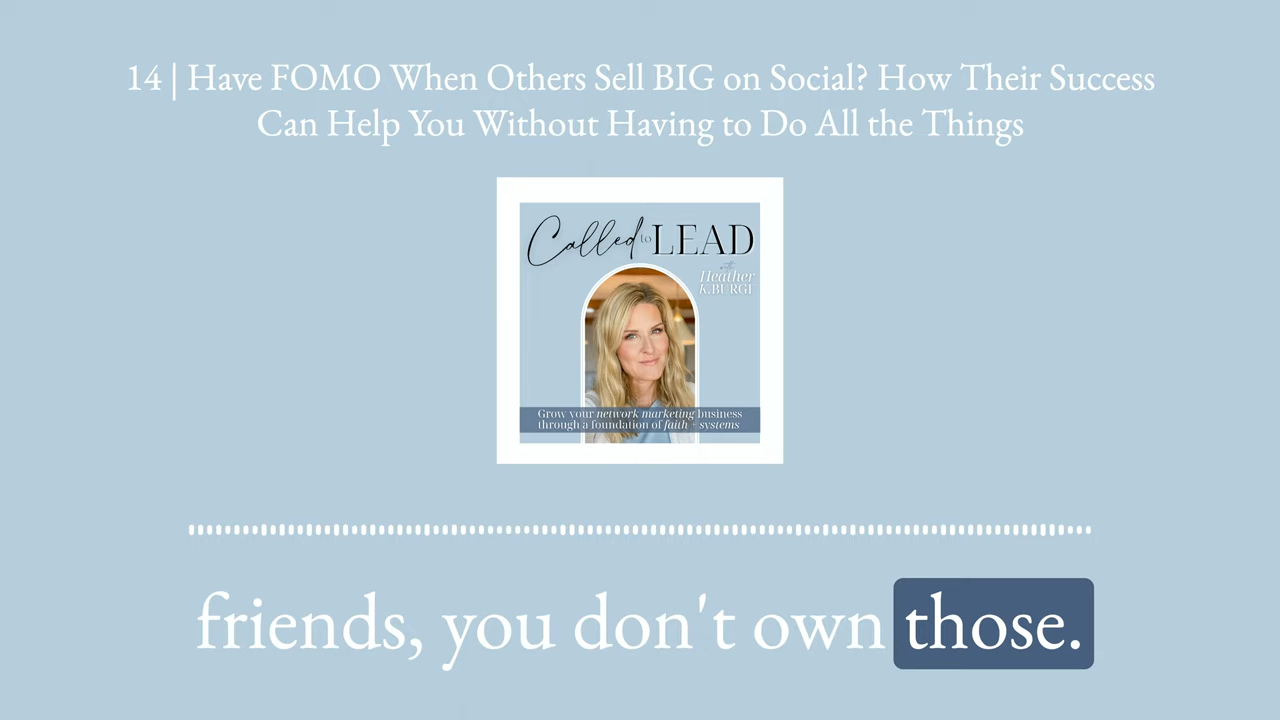 14 | Have FOMO When Others Sell BIG on Social? How Their Success
Can Help You Without Having to Do All the Things
Called to LEAD
with
Heather
K.BURGI
Grow your network marketing business
through a foundation of faith + systems
friends, you don't own those.